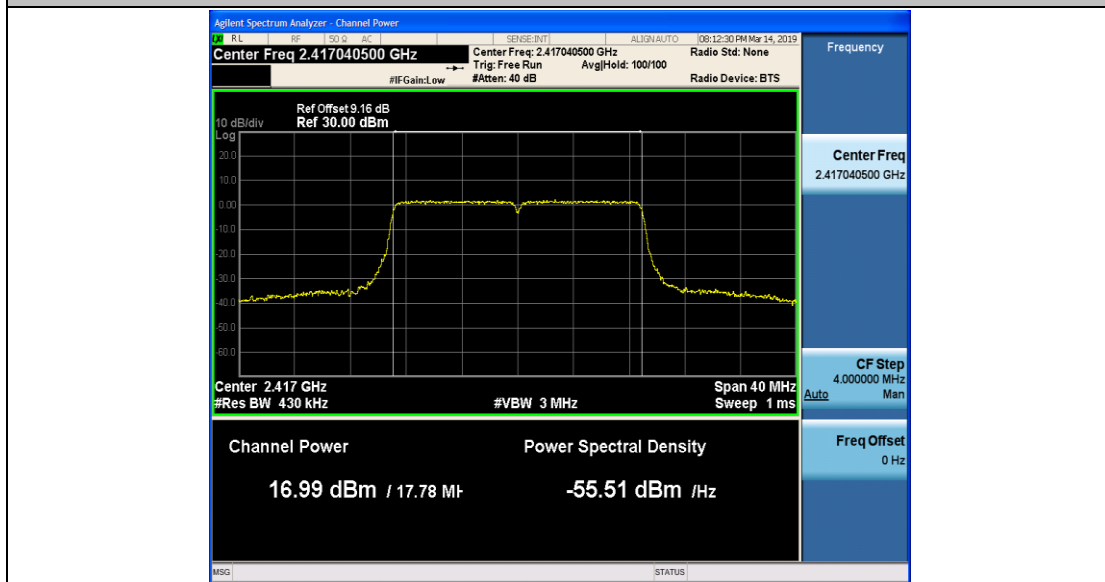 Agilent Spectrum Analyzer - Channel Power
RL RF 50 Ω AC SENSE:INT ALIGN AUTO 08:12:30 PM Mar 14, 2019
Center Freq 2.417040500 GHz
Center Freq: 2.417040500 GHz
Radio Std: None
Trig: Free Run
Avg|Hold: 100/100
#IFGain:Low
#Atten: 40 dB
Radio Device: BTS
Ref Offset 9.16 dB
10 dB/div Ref 30.00 dBm
Log
20.0
10.0
0.00
-10.0
-20.0
-30.0
-40.0
-50.0
-60.0
Center 2.417 GHz
Span 40 MHz
#Res BW 430 kHz
#VBW 3 MHz
Sweep 1 ms
Channel Power
Power Spectral Density
16.99 dBm / 17.78 MH
-55.51 dBm /Hz
MSG
STATUS
Frequency
Center Freq
2.417040500 GHz
CF Step
4.000000 MHz
Auto Man
Freq Offset
0 Hz